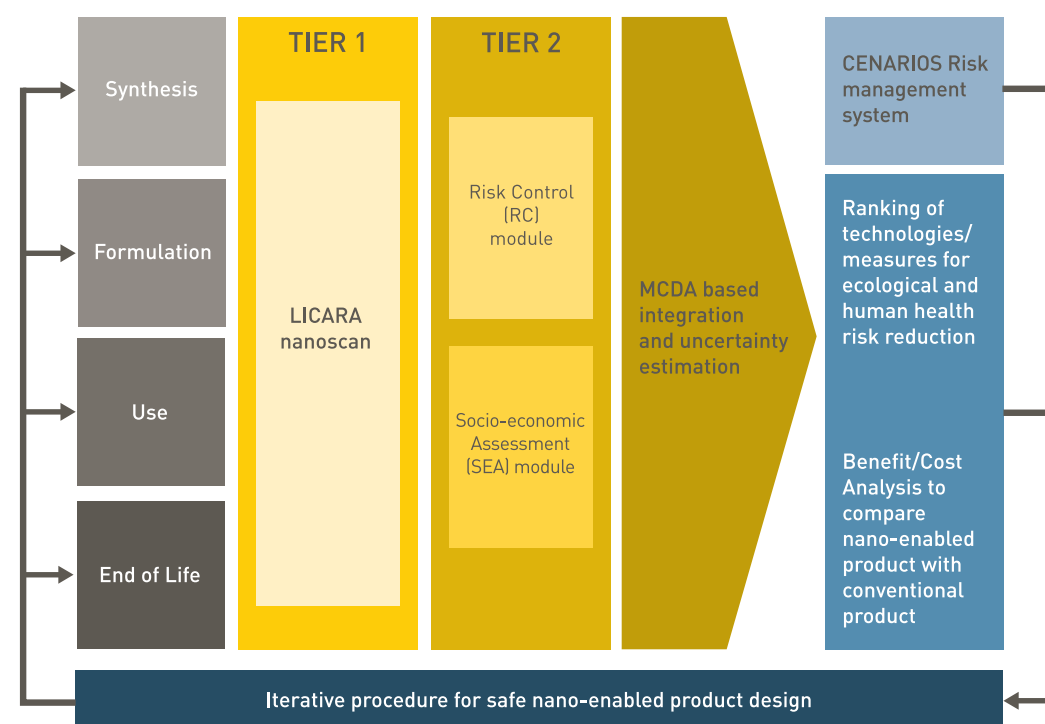 Synthesis
Formulation
Use
End of Life
TIER 1
LICARA
nanoscan
TIER 2
Risk Control
(RC)
module
Socio-economic
Assessment
(SEA) module
MCDA based
integration
and uncertainty
estimation
CENARIOS Risk
management
system
Ranking of
technologies/
measures for
ecological and
human health
risk reduction
Benefit/Cost
Analysis to
compare
nano-enabled
product with
conventional
product
Iterative procedure for safe nano-enabled product design